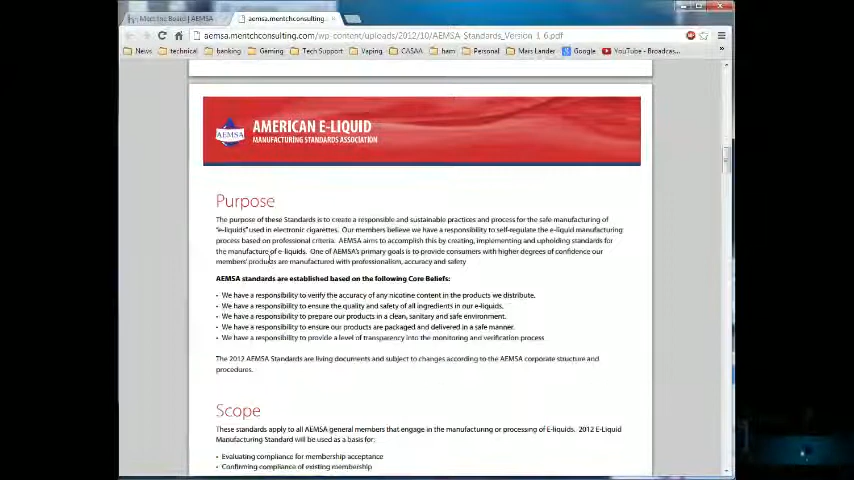 Meet the Board | AEMSA
aemsa.mentchconsulting.
aemsa.mentchconsulting.com/wp-content/uploads/2012/10/AEMSA_Standards_Version_1_6.pdf
News technical banking Gaming Tech Support Vaping CASAA ham Personal Mars Lander Google YouTube - Broadcas... »
AEMSA
AMERICAN E-LIQUID
MANUFACTURING STANDARDS ASSOCIATION
Purpose
The purpose of these Standards is to create a responsible and sustainable practices and process for the safe manufacturing of
"e-liquids" used in electronic cigarettes. Our members believe we have a responsibility to self-regulate the e-liquid manufacturing
process based on professional criteria. AEMSA aims to accomplish this by creating, implementing and upholding standards for
the manufacture of e-liquids. One of AEMSA's primary goals is to provide consumers with higher degrees of confidence our
members' products are manufactured with professionalism, accuracy and safety
AEMSA standards are established based on the following Core Beliefs:
• We have a responsibility to verify the accuracy of any nicotine content in the products we distribute.
• We have a responsibility to ensure the quality and safety of all ingredients in our e-liquids.
• We have a responsibility to prepare our products in a clean, sanitary and safe environment.
• We have a responsibility to ensure our products are packaged and delivered in a safe manner.
• We have a responsibility to provide a level of transparency into the monitoring and verification process
The 2012 AEMSA Standards are living documents and subject to changes according to the AEMSA corporate structure and
procedures.
Scope
These standards apply to all AEMSA general members that engage in the manufacturing or processing of E-liquids. 2012 E-Liquid
Manufacturing Standard will be used as a basis for:
• Evaluating compliance for membership acceptance
• Confirming compliance of existing membership